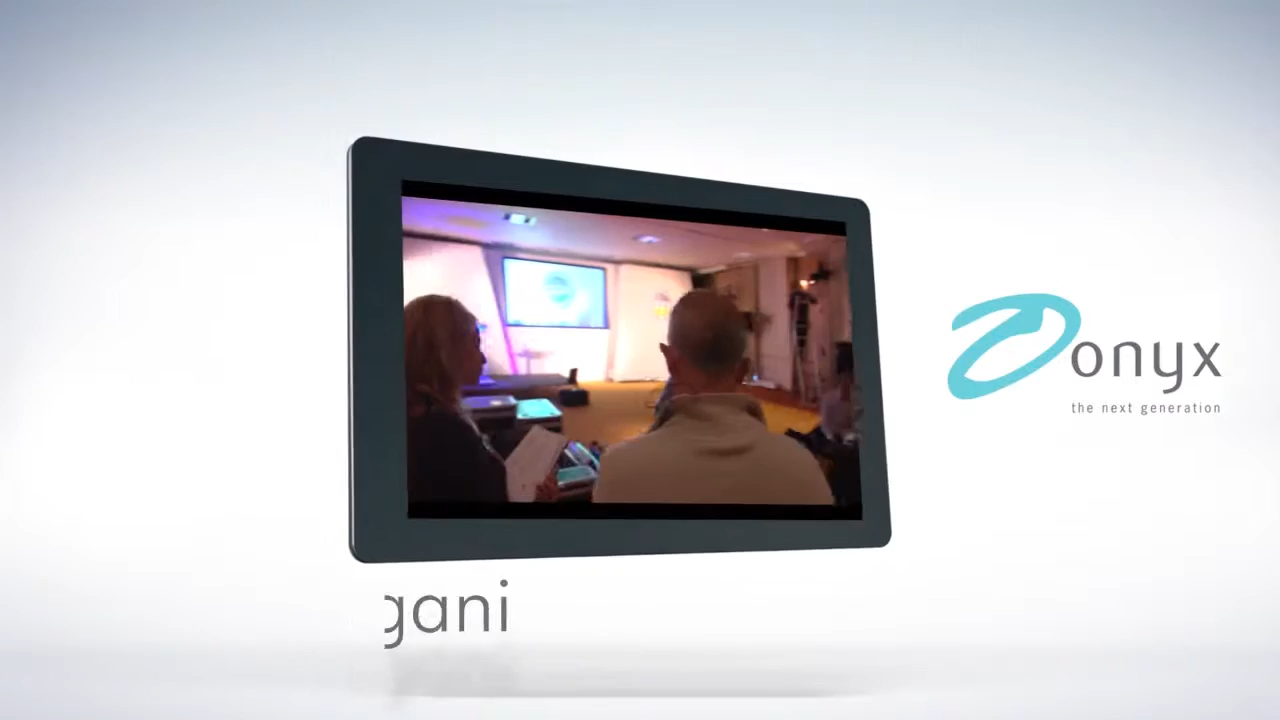 onyx
the next generation
gani